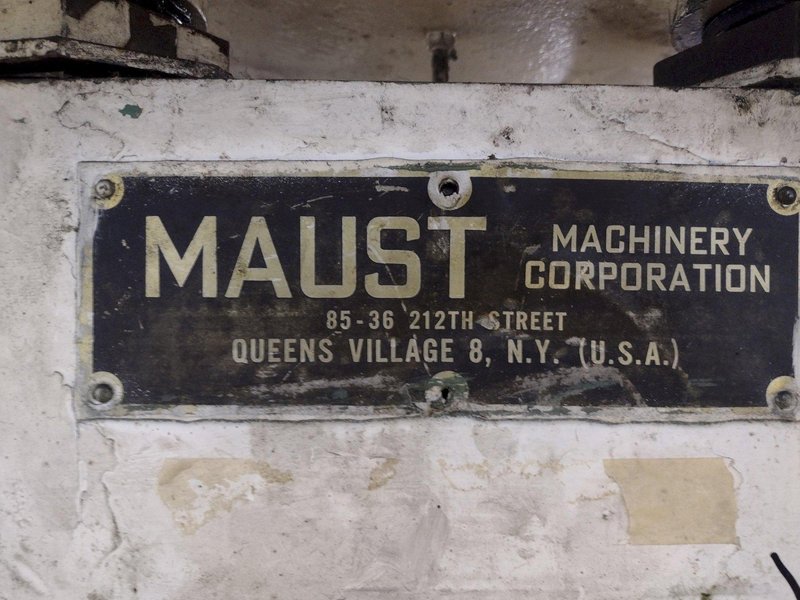 MAUST
MACHINERY
CORPORATION
85-36 212TH STREET
QUEENS VILLAGE 8, N.Y. (U.S.A.)